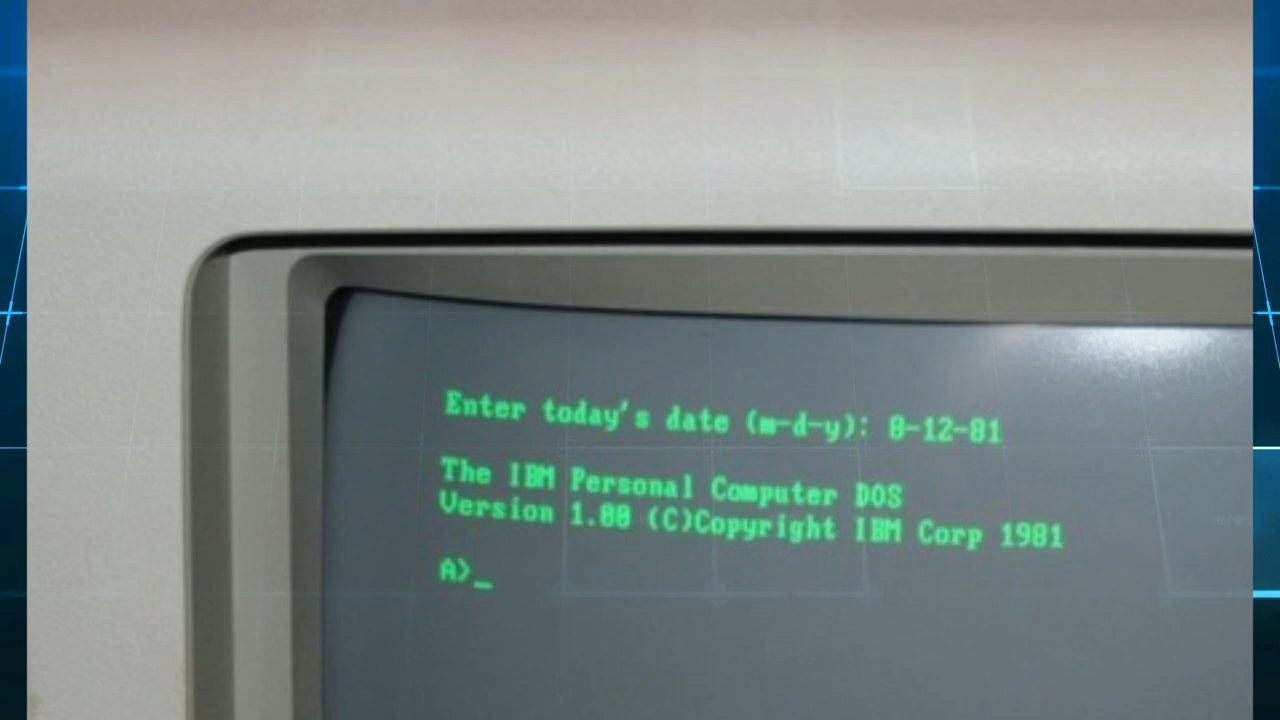 Enter today's date (m-d-y): 8-12-81
The IBM Personal Computer DOS
Version 1.00 (C)Copyright IBM Corp 1981
A>_